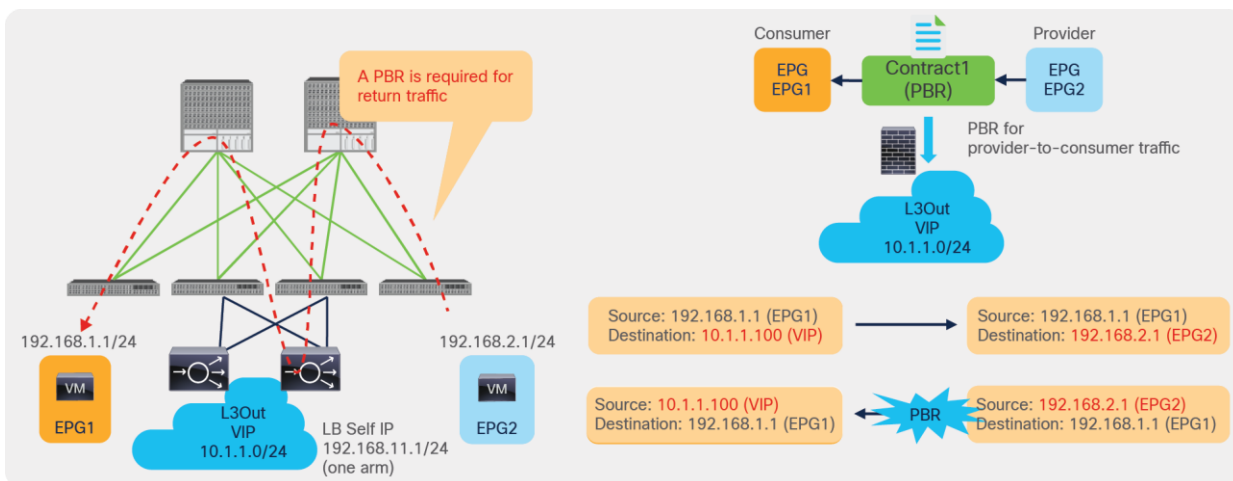 A PBR is required for
return traffic
192.168.1.1/24
VM
EPG1
L3Out
VIP
10.1.1.0/24
LB Self IP
192.168.11.1/24
(one arm)
192.168.2.1/24
VM
EPG2
Consumer
EPG
EPG1
Contract1
(PBR)
Provider
EPG
EPG2
PBR for
provider-to-consumer traffic
L3Out
VIP
10.1.1.0/24
Source: 192.168.1.1 (EPG1)
Destination: 10.1.1.100 (VIP)
Source: 192.168.1.1 (EPG1)
Destination: 192.168.2.1 (EPG2)
Source: 10.1.1.100 (VIP)
Destination: 192.168.1.1 (EPG1)
PBR
Source: 192.168.2.1 (EPG2)
Destination: 192.168.1.1 (EPG1)